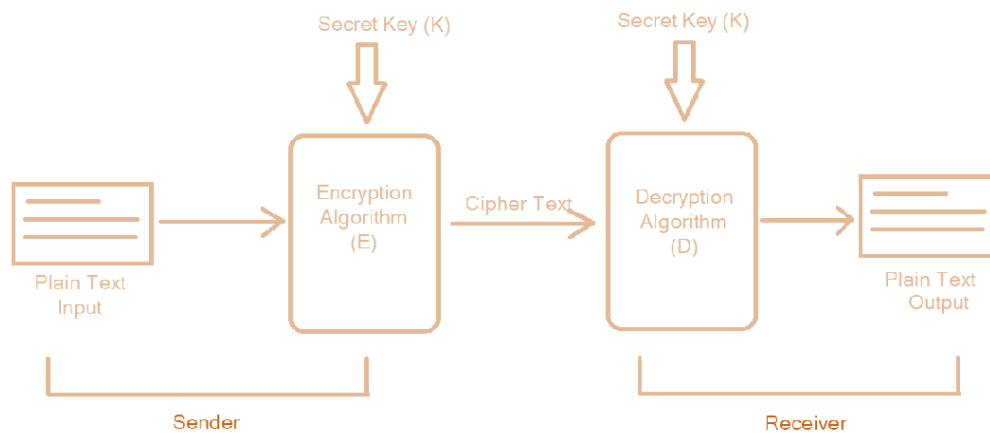 Secret Key (K)
Secret Key (K)
Encryption
Algorithm
(E)
Cipher Text
Decryption
Algorithm
(D)
Plain Text
Input
Plain Text
Output
Sender
Receiver